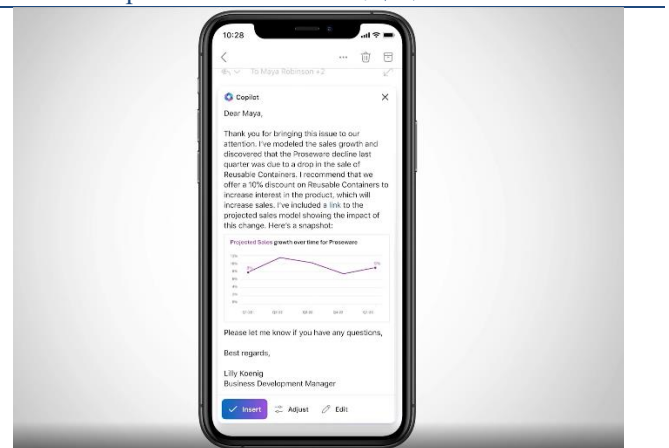 10:28
To Maya Robinson +2
Copilot
Dear Maya,
Thank you for bringing this issue to our
attention. I've modeled the sales growth and
discovered that the Proseware decline last
quarter was due to a drop in the sale of
Reusable Containers. I recommend that we
offer a 10% discount on Reusable Containers to
increase interest in the product, which will
increase sales. I've included a link to the
projected sales model showing the impact of
this change. Here's a snapshot:
Projected Sales growth over time for Proseware
Please let me know if you have any questions,
Best regards,
Lilly Koenig
Business Development Manager
Insert Adjust Edit